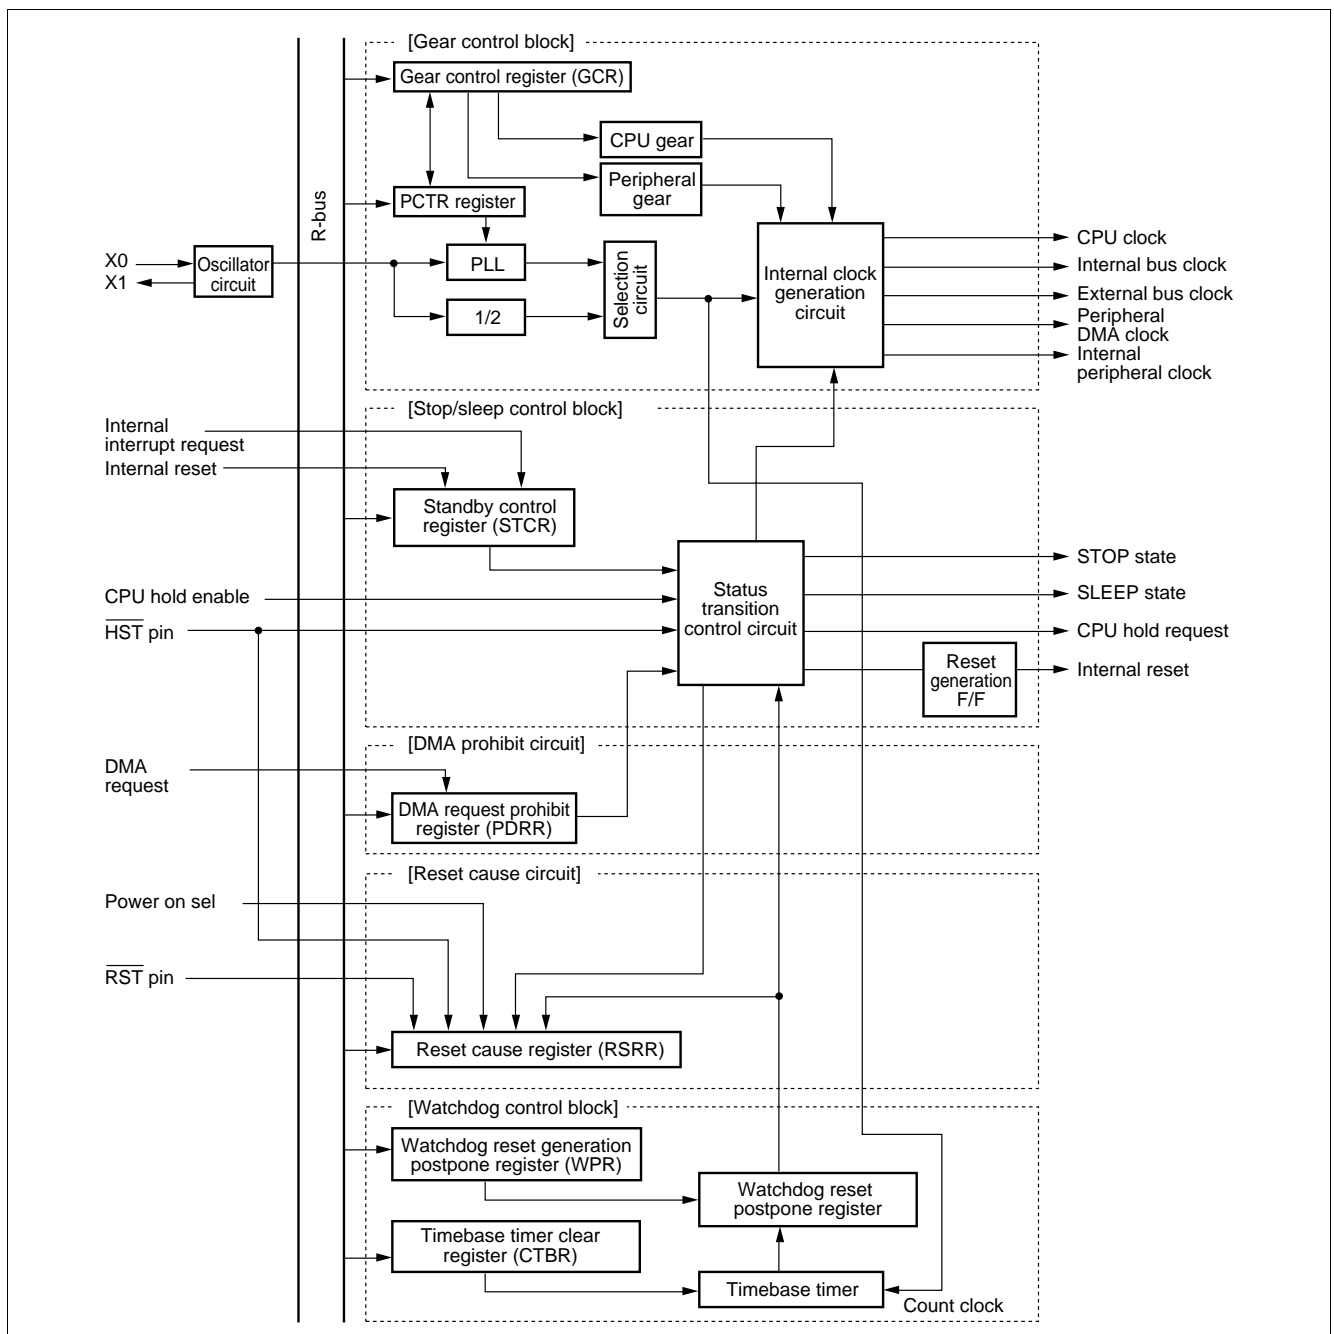 [Gear control block]
Gear control register (GCR)
CPU gear
Peripheral
gear
R-bus
PCTR register
X0
X1
Oscillator
circuit
PLL
1/2
Selection
circuit
Internal clock
generation
circuit
CPU clock
Internal bus clock
External bus clock
Peripheral
DMA clock
Internal
peripheral clock
[Stop/sleep control block]
Internal
interrupt request
Internal reset
Standby control
register (STCR)
CPU hold enable
HST pin
Status
transition
control circuit
STOP state
SLEEP state
CPU hold request
Reset
generation
F/F
Internal reset
[DMA prohibit circuit]
DMA
request
DMA request prohibit
register (PDRR)
[Reset cause circuit]
Power on sel
RST pin
Reset cause register (RSRR)
[Watchdog control block]
Watchdog reset generation
postpone register (WPR)
Watchdog reset
postpone register
Timebase timer clear
register (CTBR)
Timebase timer
Count clock